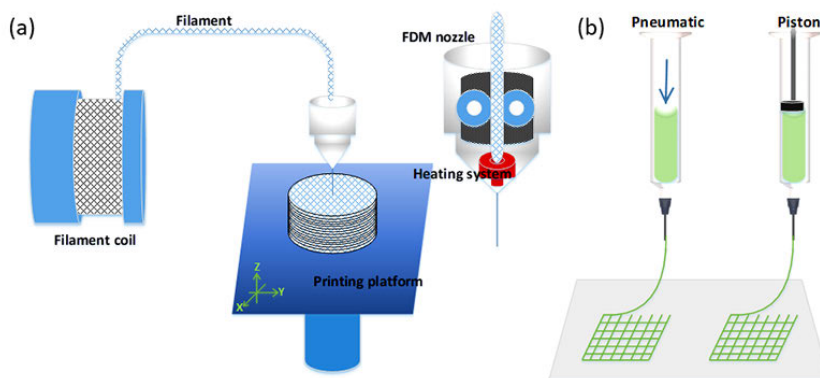 (a)
Filament
FDM nozzle
Heating system
Filament coil
Printing platform
Z
Y
X
(b)
Pneumatic
Piston